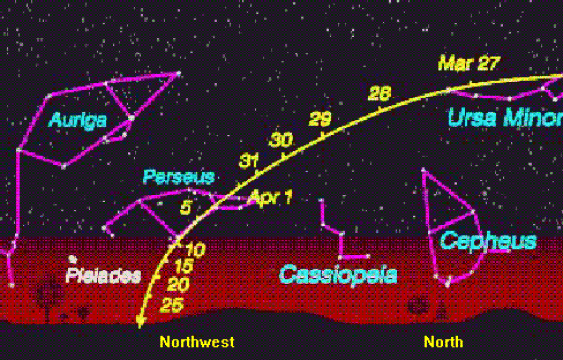 Mar 27
28
Ursa Minor
Auriga
29
30
31
Perseus
Apr 1
5
Cepheus
10
Pleiades
15
Cassiopeia
20
25
Northwest
North